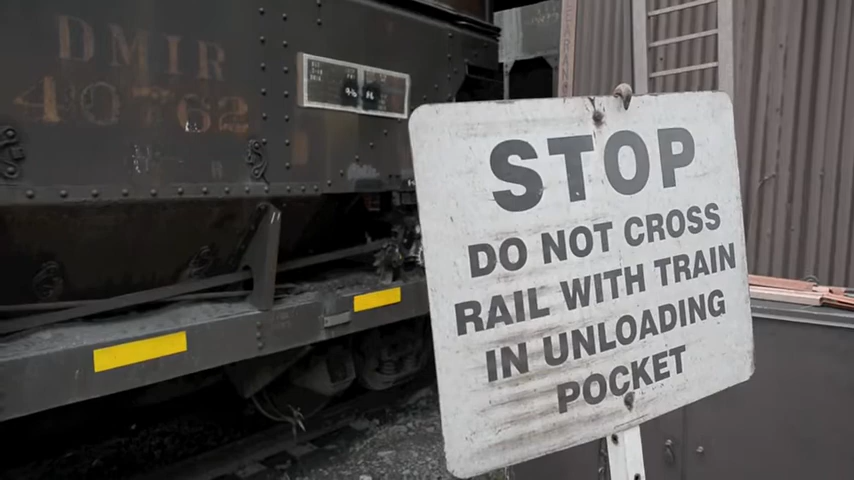 DMIR
40762
STOP
DO NOT CROSS
RAIL WITH TRAIN
IN UNLOADING
POCKET